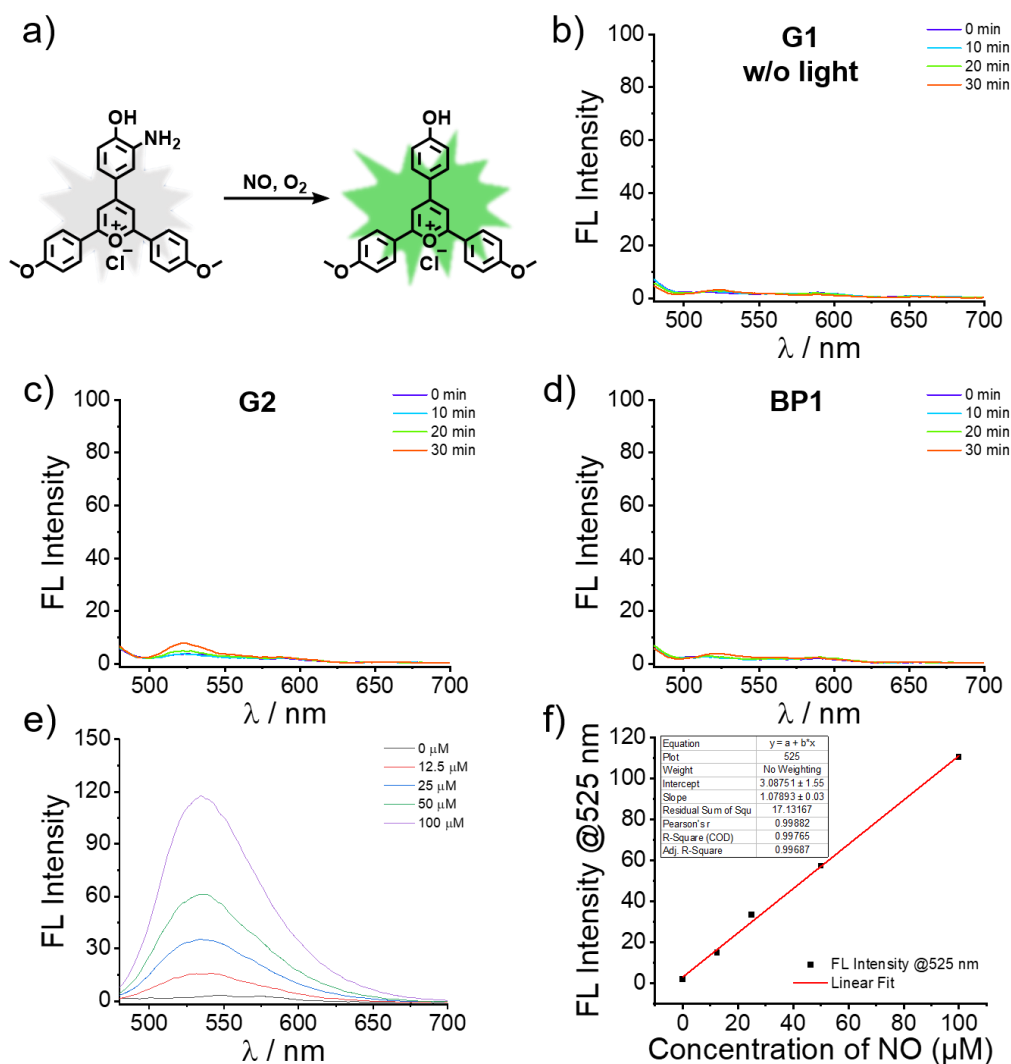 a)
OH
NH2
O
+
Cl−
O
O
NO, O2
OH
O
+
Cl−
O
O
b)
G1
w/o light
0 min
10 min
20 min
30 min
FL Intensity
100
80
60
40
20
0
500 550 600 650 700
λ / nm
c)
G2
0 min
10 min
20 min
30 min
FL Intensity
100
80
60
40
20
0
500 550 600 650 700
λ / nm
d)
BP1
0 min
10 min
20 min
30 min
FL Intensity
100
80
60
40
20
0
500 550 600 650 700
λ / nm
e)
0 μM
12.5 μM
25 μM
50 μM
100 μM
FL Intensity
150
120
90
60
30
0
500 550 600 650 700
λ / nm
f)
Equation y = a + b*x
Plot 525
Weight No Weighting
Intercept 3.08751 ± 1.55
Slope 1.07893 ± 0.03
Residual Sum of Squ 17.13167
Pearson's r 0.99882
R-Square (COD) 0.99765
Adj. R-Square 0.99687
FL Intensity @525 nm
Linear Fit
FL Intensity @525 nm
120
100
80
60
40
20
0
0 20 40 60 80 100
Concentration of NO (μM)